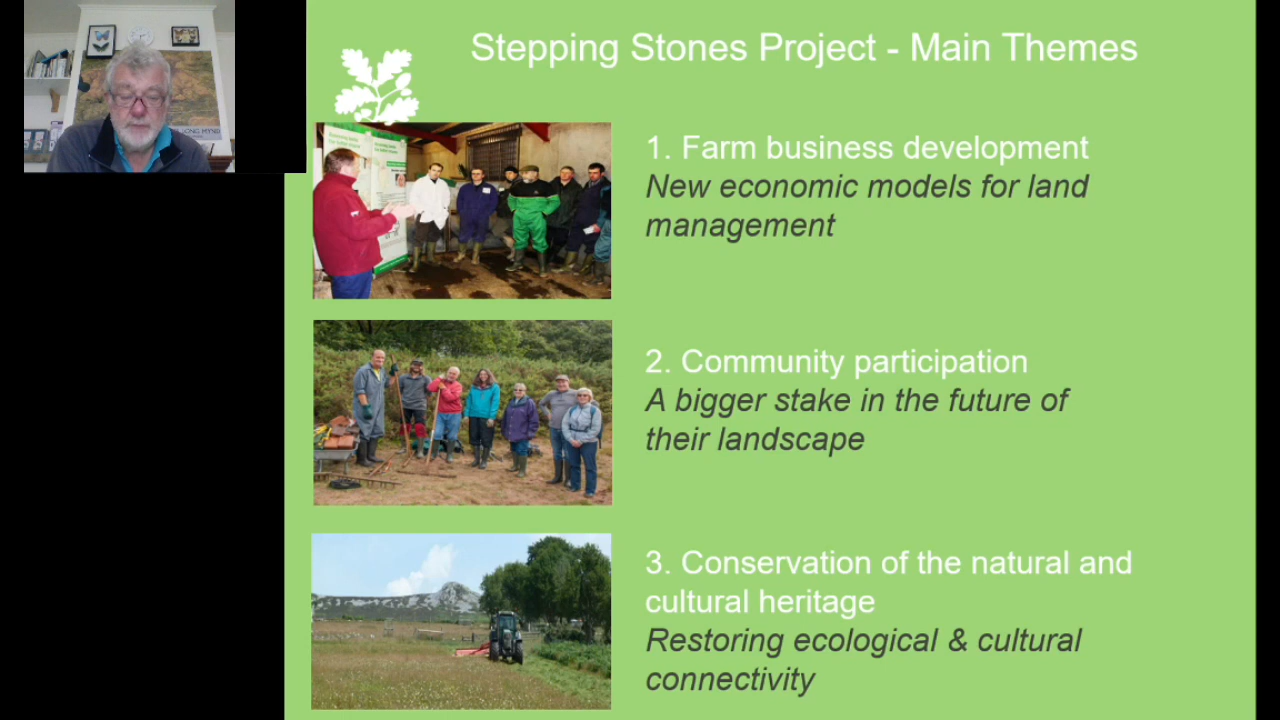 Stepping Stones Project - Main Themes
LONG MYND
1. Farm business development
New economic models for land
management
2. Community participation
A bigger stake in the future of
their landscape
3. Conservation of the natural and
cultural heritage
Restoring ecological & cultural
connectivity